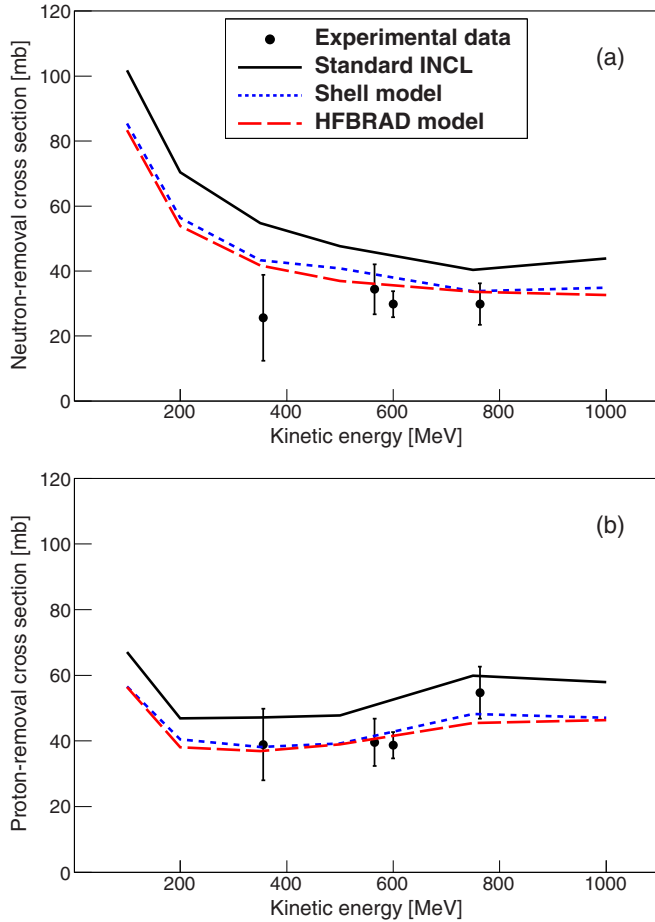 120
100
80
60
40
20
0
Neutron-removal cross section [mb]
Experimental data
Standard INCL
Shell model
HFBRAD model
(a)
200 400 600 800 1000
Kinetic energy [MeV]
120
100
80
60
40
20
0
Proton-removal cross section [mb]
(b)
200 400 600 800 1000
Kinetic energy [MeV]